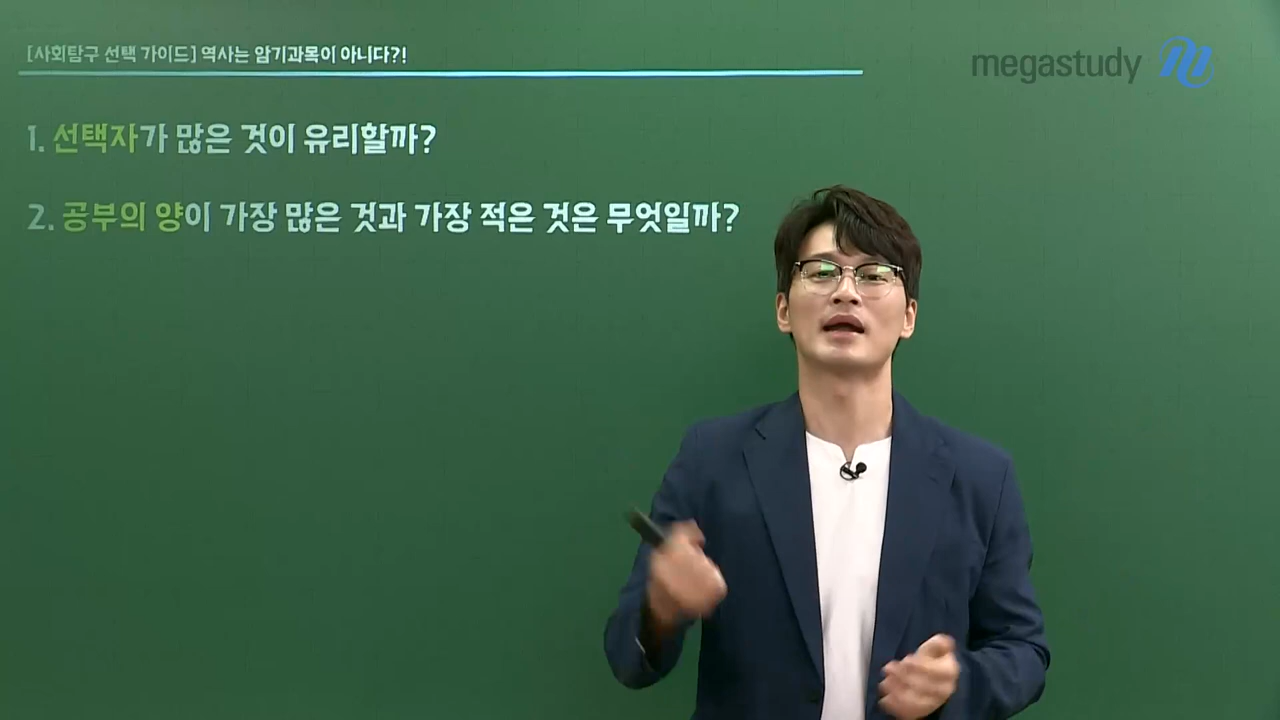 [사회탐구 선택 가이드] 역사는 암기과목이 아니다?!
megastudy
1. 선택자가 많은 것이 유리할까?
2. 공부의 양이 가장 많은 것과 가장 적은 것은 무엇일까?